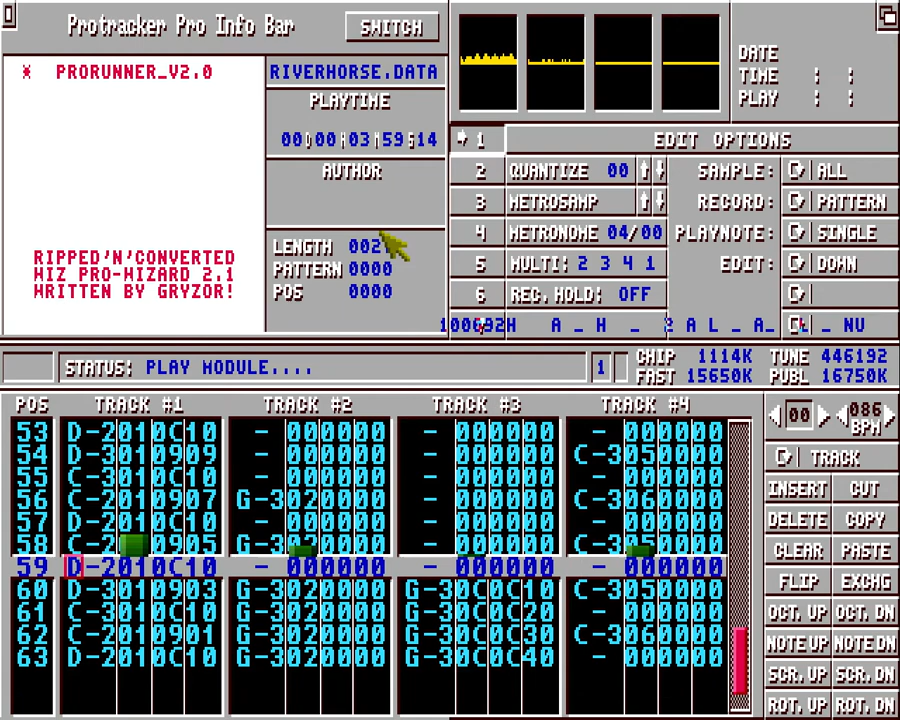 Protracker Pro Info Bar SWITCH
* PRORUNNER_V2.0
RIPPED'N'CONVERTED
WIZ PRO-WIZARD 2.1
WRITTEN BY GRYZOR!
RIVERHORSE.DATA
PLAYTIME
00D00H03M59S14
AUTHOR
LENGTH 002
PATTERN 0000
POS 0000
DATE
TIME : :
PLAY : :
1 EDIT OPTIONS
2 QUANTIZE 00 SAMPLE: ALL
3 METROSAMP RECORD: PATTERN
4 METRONOME 04/00 PLAYNOTE: SINGLE
5 MULTI: 2 3 4 1 EDIT: DOWN
6 REC.HOLD: OFF
STATUS: PLAY MODULE.... 1
CHIP 1114K TUNE 446192
FAST 15650K PUBL 16750K
POS TRACK #1 TRACK #2 TRACK #3 TRACK #4
53 D-2010C10 - 000000 - 000000 - 000000
54 D-3010909 - 000000 - 000000 C-3050000
55 C-3010C10 - 000000 - 000000 - 000000
56 C-3010907 G-3020000 - 000000 C-3060000
57 D-2010C10 - 000000 - 000000 - 000000
58 C-2010905 G-3020000 - 000000 C-3050000
59 D-2010C10 - 000000 - 000000 - 000000
60 D-3010903 G-3020000 G-30C0C10 C-3050000
61 C-3010C10 G-3020000 G-30C0C20 - 000000
62 C-2010901 G-3020000 G-30C0C30 C-3060000
63 D-2010C10 G-3020000 G-30C0C40 - 000000
00 086 BPM
TRACK
INSERT CUT
DELETE COPY
CLEAR PASTE
FLIP EXCHG
OCT.UP OCT.DN
NOTE UP NOTE DN
SCR.UP SCR.DN
ROT.UP ROT.DN